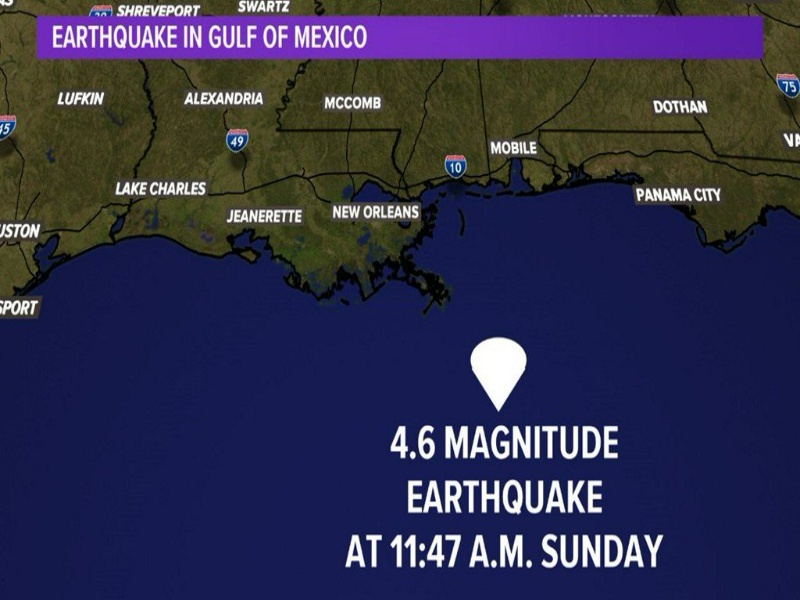 SHREVEPORT
SWARTZ
EARTHQUAKE IN GULF OF MEXICO
75
LUFKIN
ALEXANDRIA
MCCOMB
DOTHAN
45
49
MOBILE
10
LAKE CHARLES
PANAMA CITY
JEANERETTE
NEW ORLEANS
USTON
SPORT
4.6 MAGNITUDE
EARTHQUAKE
AT 11:47 A.M. SUNDAY